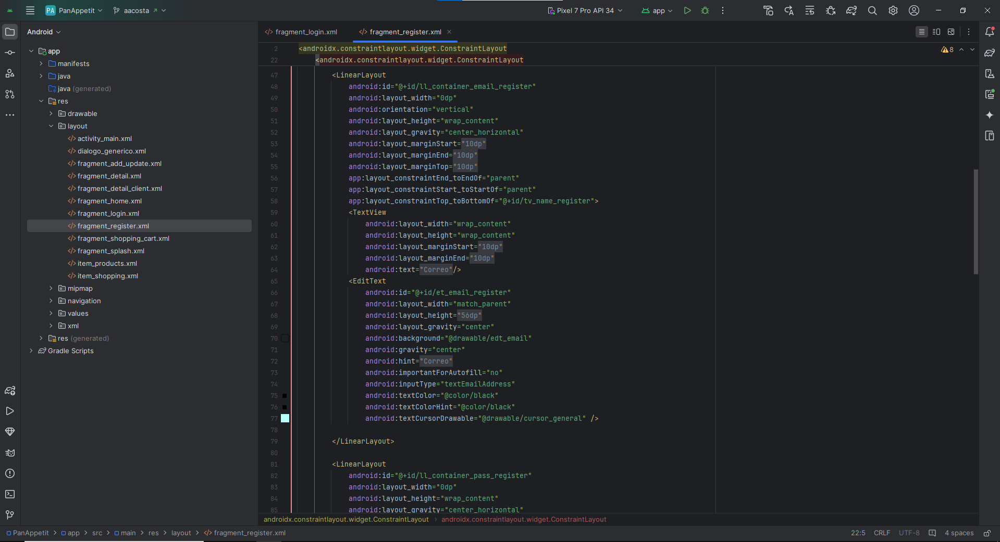 PA PanAppetit aacosta Pixel 7 Pro API 34 app
Android
app
manifests
java
java (generated)
res
drawable
layout
activity_main.xml
dialogo_generico.xml
fragment_add_update.xml
fragment_detail.xml
fragment_detail_client.xml
fragment_home.xml
fragment_login.xml
fragment_register.xml
fragment_shopping_cart.xml
fragment_splash.xml
item_products.xml
item_shopping.xml
mipmap
navigation
values
xml
res (generated)
Gradle Scripts
fragment_login.xml fragment_register.xml
8
2 <androidx.constraintlayout.widget.ConstraintLayout
22 <androidx.constraintlayout.widget.ConstraintLayout
47 <LinearLayout
48 android:id="@+id/ll_container_email_register"
49 android:layout_width="0dp"
50 android:orientation="vertical"
51 android:layout_height="wrap_content"
52 android:layout_gravity="center_horizontal"
53 android:layout_marginStart="10dp"
54 android:layout_marginEnd="10dp"
55 android:layout_marginTop="10dp"
56 app:layout_constraintEnd_toEndOf="parent"
57 app:layout_constraintStart_toStartOf="parent"
58 app:layout_constraintTop_toBottomOf="@+id/tv_name_register">
59 <TextView
60 android:layout_width="wrap_content"
61 android:layout_height="wrap_content"
62 android:layout_marginStart="10dp"
63 android:layout_marginEnd="10dp"
64 android:text="Correo"/>
65 <EditText
66 android:id="@+id/et_email_register"
67 android:layout_width="match_parent"
68 android:layout_height="56dp"
69 android:layout_gravity="center"
70 android:background="@drawable/edt_email"
71 android:gravity="center"
72 android:hint="Correo"
73 android:importantForAutofill="no"
74 android:inputType="textEmailAddress"
75 android:textColor="@color/black"
76 android:textColorHint="@color/black"
77 android:textCursorDrawable="@drawable/cursor_general" />
78
79 </LinearLayout>
80
81 <LinearLayout
82 android:id="@+id/ll_container_pass_register"
83 android:layout_width="0dp"
84 android:layout_height="wrap_content"
85 android:layout_gravity="center_horizontal"
androidx.constraintlayout.widget.ConstraintLayout › androidx.constraintlayout.widget.ConstraintLayout
PanAppetit > app > src > main > res > layout > fragment_register.xml 22:5 CRLF UTF-8 4 spaces